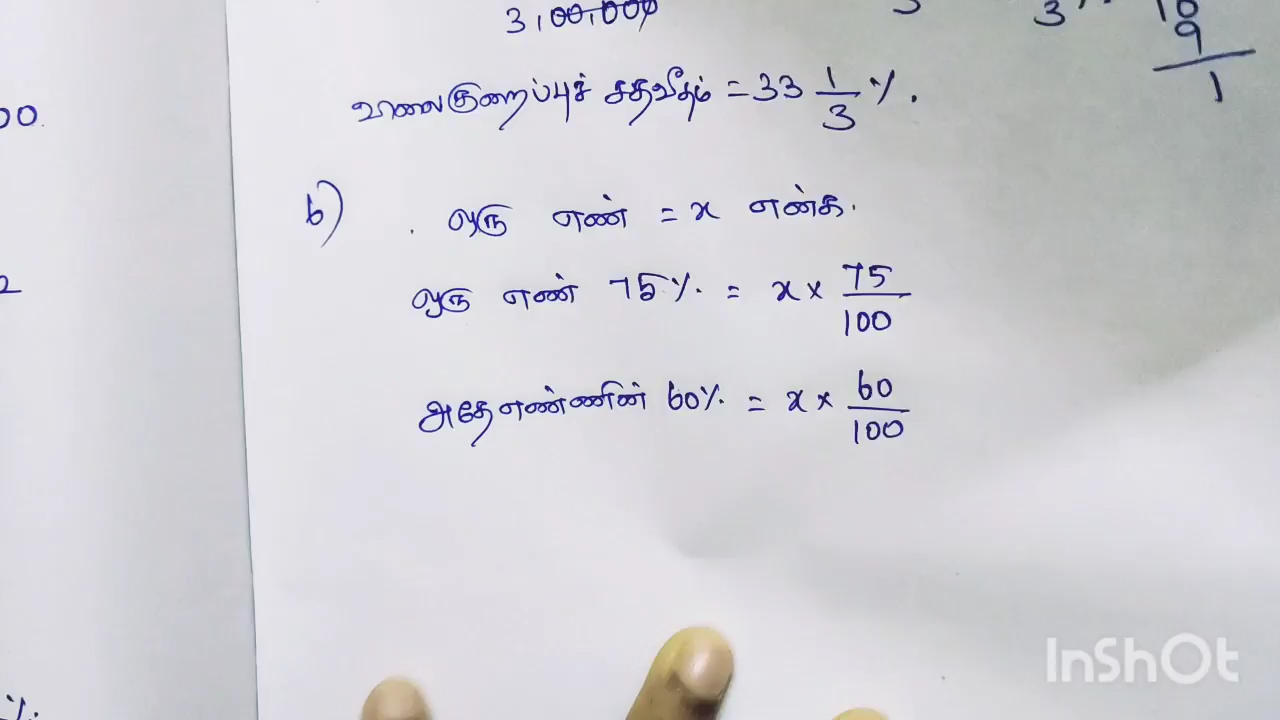 3,00,000
விலைகுறைப்புச் சதவீதம் = 33 1/3 %.
b) ஒரு எண் = x என்க.
ஒரு எண் 75% = x × 75/100
அதே எண்ணின் 60% = x × 60/100
InShOt